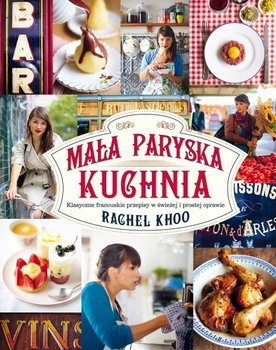 BAR
MAŁA PARYSKA
KUCHNIA
Klasyczne francuskie przepisy w świeżej i prostej oprawie
RACHEL KHOO
VINS